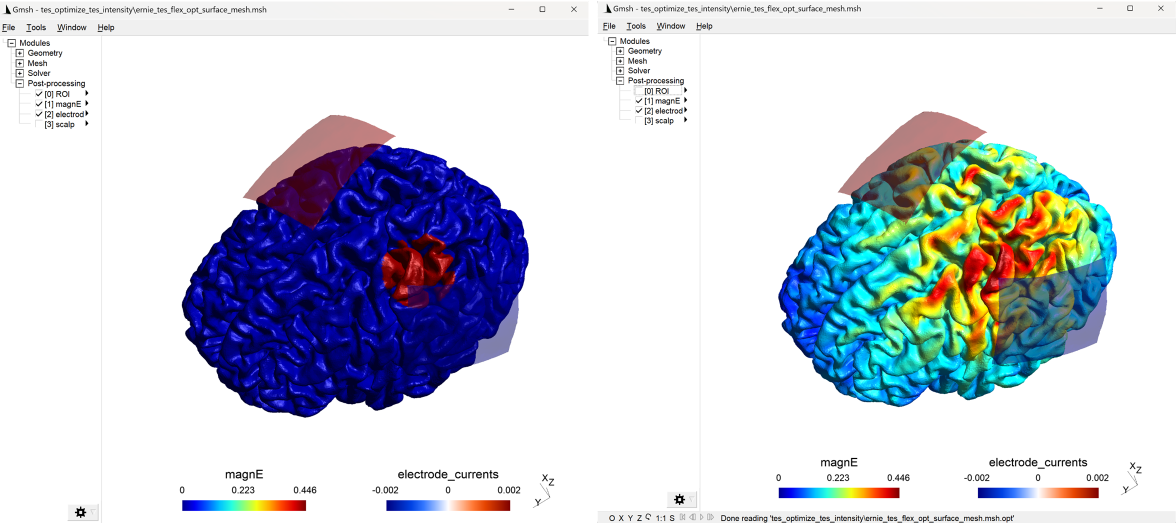 Gmsh - tes_optimize_tes_intensity\ernie_tes_flex_opt_surface_mesh.msh
File Tools Window Help
Modules
Geometry
Mesh
Solver
Post-processing
[0] ROI
[1] magnE
[2] electrod
[3] scalp
magnE
0 0.223 0.446
electrode_currents
-0.002 0 0.002
X
Z
Y
Gmsh - tes_optimize_tes_intensity\ernie_tes_flex_opt_surface_mesh.msh
File Tools Window Help
Modules
Geometry
Mesh
Solver
Post-processing
[0] ROI
[1] magnE
[2] electrod
[3] scalp
magnE
0 0.223 0.446
electrode_currents
-0.002 0 0.002
X
Z
Y
O X Y Z 1:1 S Done reading 'tes_optimize_tes_intensity\ernie_tes_flex_opt_surface_mesh.msh.opt'